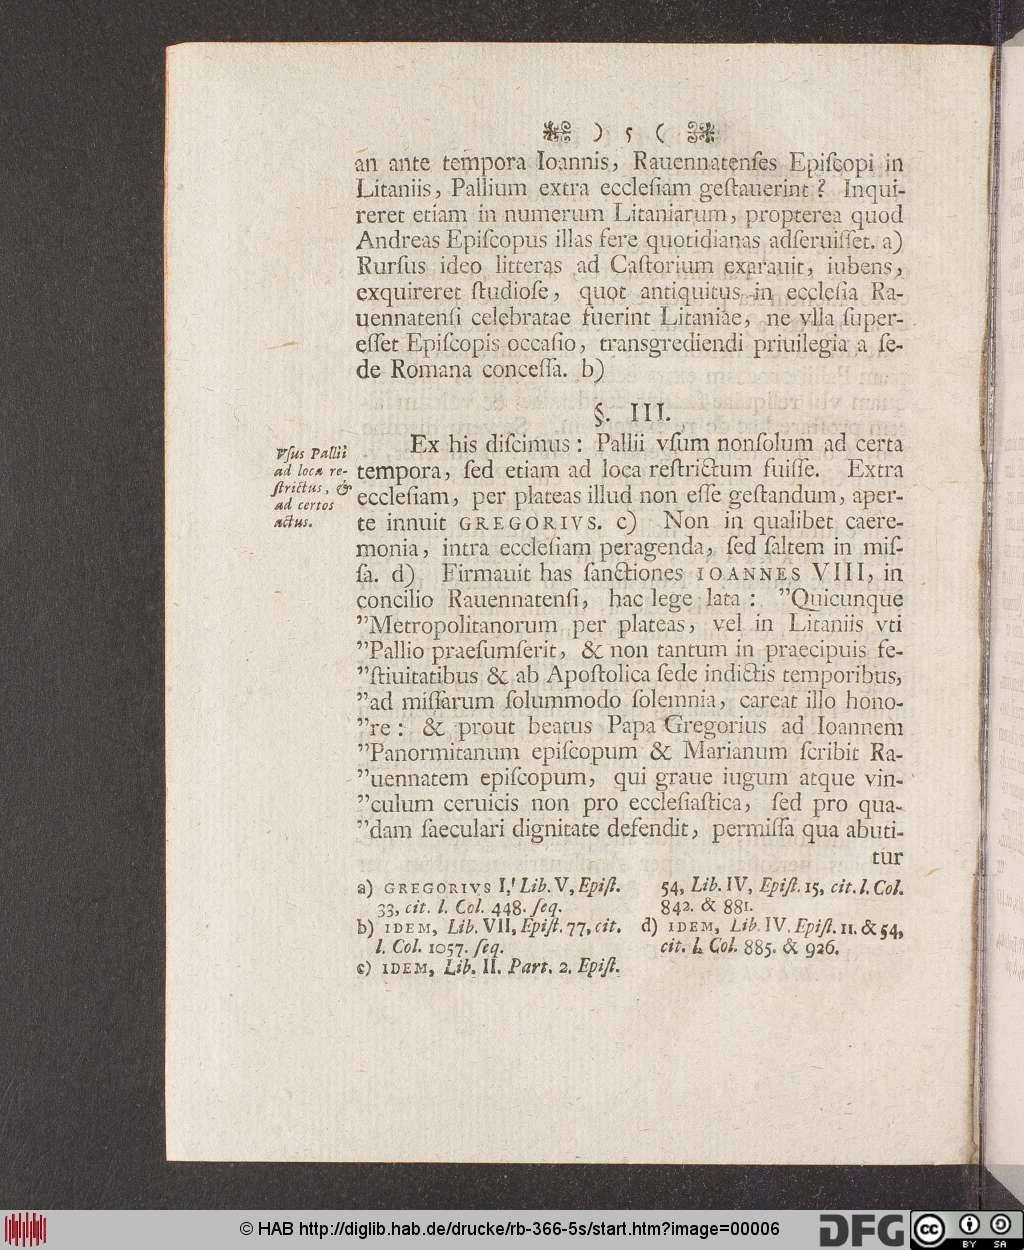 ) 5 (
an ante tempora Ioannis, Rauennatenſes Epiſcopi in
Litaniis, Pallium extra eccleſiam geſtauerint? Inqui-
reret etiam in numerum Litaniarum, propterea quod
Andreas Epiſcopus illas fere quotidianas adſeruiſſet. a)
Rurſus ideo litteras ad Caſtorium exarauit, iubens,
exquireret ſtudioſe, quot antiquitus in eccleſia Ra-
uennatenſi celebratae fuerint Litaniae, ne vlla ſuper-
eſſet Epiſcopis occaſio, transgrediendi priuilegia a ſe-
de Romana conceſſa. b)
§. III.
Vſus Pallii
ad loca re-
ſtrictus, &
ad certos
actus.
Ex his diſcimus: Pallii vſum nonſolum ad certa
tempora, ſed etiam ad loca reſtrictum fuiſſe. Extra
eccleſiam, per plateas illud non eſſe geſtandum, aper-
te innuit GREGORIVS. c) Non in qualibet caere-
monia, intra eccleſiam peragenda, ſed ſaltem in miſ-
ſa. d) Firmauit has ſanctiones IOANNES VIII, in
concilio Rauennatenſi, hac lege lata: ”Quicunque
”Metropolitanorum per plateas, vel in Litaniis vti
”Pallio praeſumſerit, & non tantum in praecipuis fe-
”ſtiuitatibus & ab Apoſtolica ſede indictis temporibus,
”ad miſſarum ſolummodo ſolemnia, careat illo hono-
”re: & prout beatus Papa Gregorius ad Ioannem
”Panormitanum epiſcopum & Marianum ſcribit Ra-
”uennatem epiſcopum, qui graue iugum atque vin-
”culum ceruicis non pro eccleſiaſtica, ſed pro qua-
”dam ſaeculari dignitate defendit, permiſſa qua abuti-
tur
a) GREGORIVS I, Lib. V, Epiſt.
33, cit. l. Col. 448. ſeq.
b) IDEM, Lib. VII, Epiſt. 77, cit.
l. Col. 1057. ſeq.
c) IDEM, Lib. II. Part. 2. Epiſt.
54, Lib. IV, Epiſt. 15, cit. l. Col.
842. & 881.
d) IDEM, Lib. IV. Epiſt. 11. & 54,
cit. l. Col. 885. & 926.
© HAB http://diglib.hab.de/drucke/rb-366-5s/start.htm?image=00006
DFG
cc
BY SA